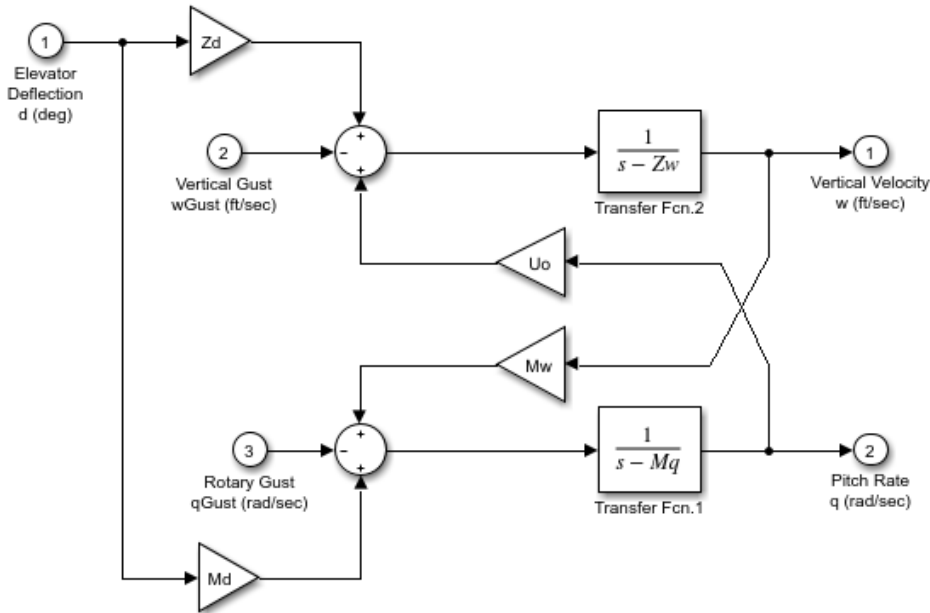 1
Elevator
Deflection
d (deg)
Zd
+
-
+
2
Vertical Gust
wGust (ft/sec)
1
s − Zw
Transfer Fcn.2
1
Vertical Velocity
w (ft/sec)
Uo
Mw
+
-
+
3
Rotary Gust
qGust (rad/sec)
1
s − Mq
Transfer Fcn.1
2
Pitch Rate
q (rad/sec)
Md